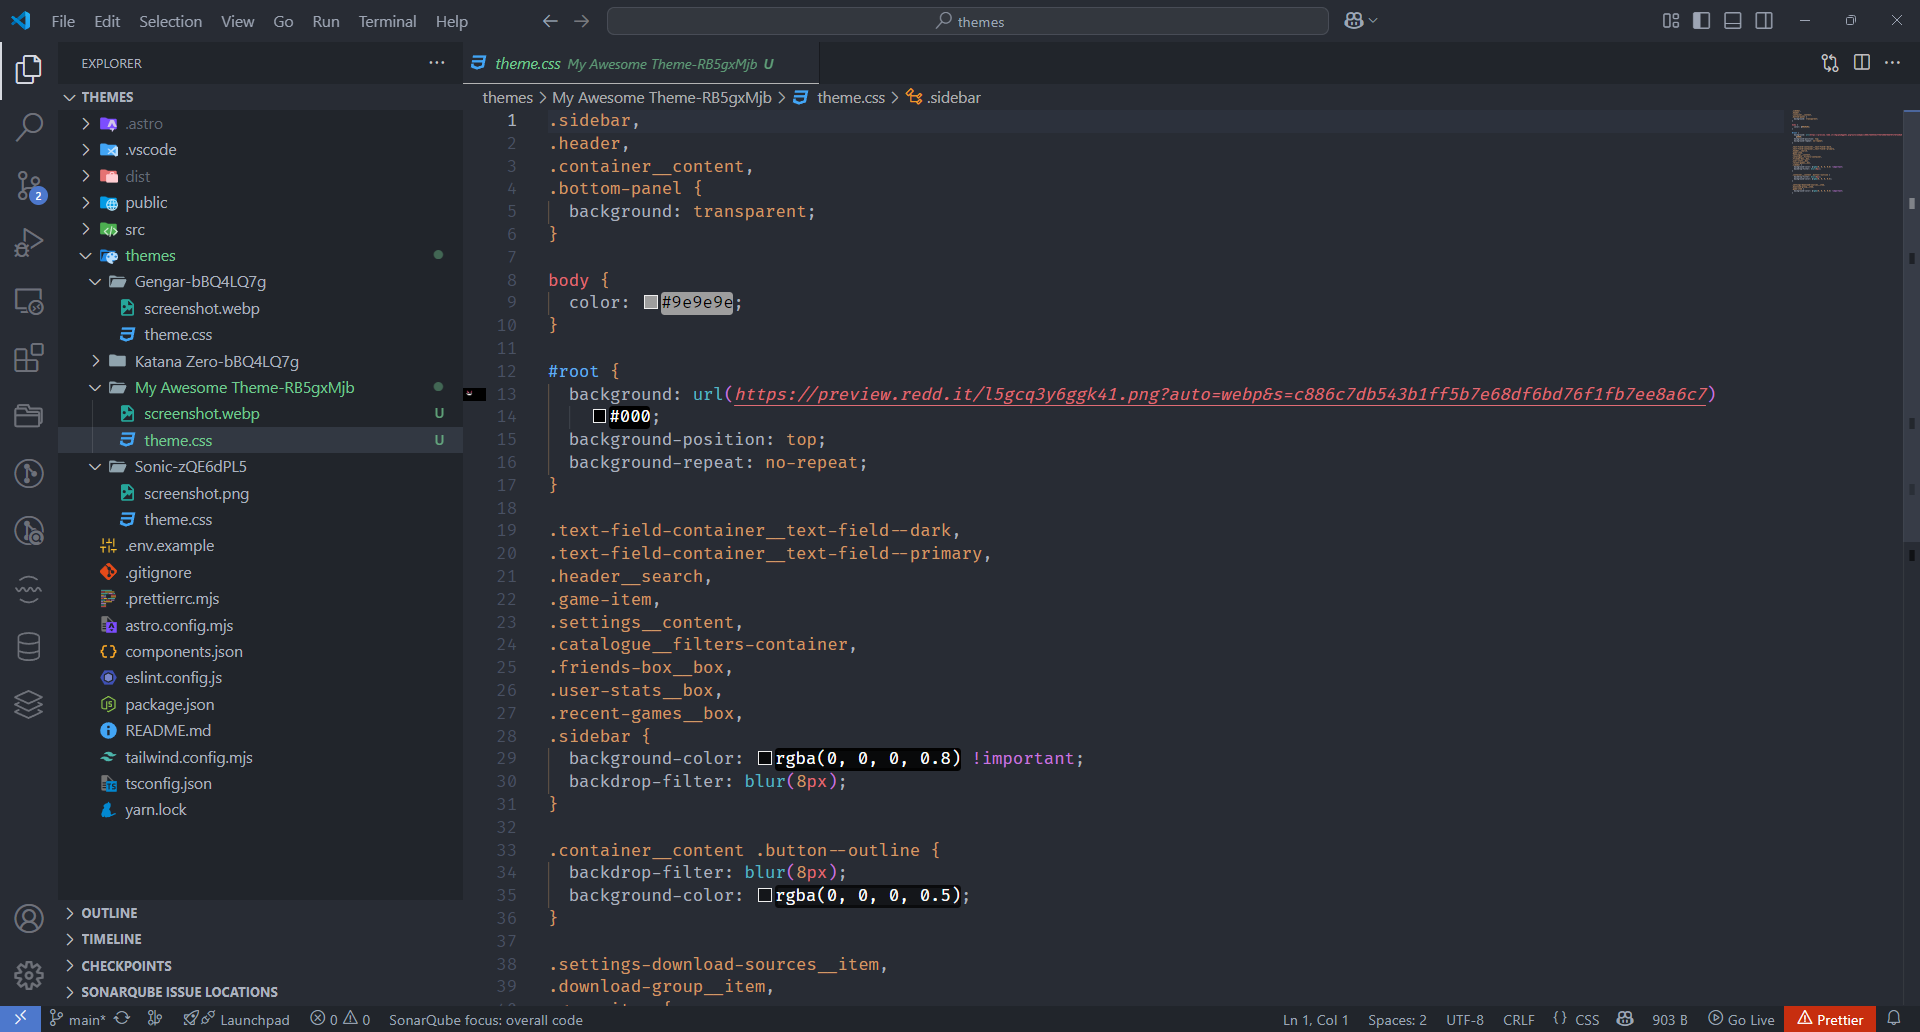 File Edit Selection View Go Run Terminal Help
themes
EXPLORER
THEMES
.astro
.vscode
dist
public
src
themes
Gengar-bBQ4LQ7g
screenshot.webp
theme.css
Katana Zero-bBQ4LQ7g
My Awesome Theme-RB5gxMjb
screenshot.webp U
theme.css U
Sonic-zQE6dPL5
screenshot.png
theme.css
.env.example
.gitignore
.prettierrc.mjs
astro.config.mjs
components.json
eslint.config.js
package.json
README.md
tailwind.config.mjs
tsconfig.json
yarn.lock
OUTLINE
TIMELINE
CHECKPOINTS
SONARQUBE ISSUE LOCATIONS
2
theme.css My Awesome Theme-RB5gxMjb U
themes > My Awesome Theme-RB5gxMjb > theme.css > .sidebar
1 .sidebar,
2 .header,
3 .container__content,
4 .bottom-panel {
5 background: transparent;
6 }
7
8 body {
9 color: #9e9e9e;
10 }
11
12 #root {
13 background: url(https://preview.redd.it/l5gcq3y6ggk41.png?auto=webp&s=c886c7db543b1ff5b7e68df6bd76f1fb7ee8a6c7)
14 #000;
15 background-position: top;
16 background-repeat: no-repeat;
17 }
18
19 .text-field-container__text-field--dark,
20 .text-field-container__text-field--primary,
21 .header__search,
22 .game-item,
23 .settings__content,
24 .catalogue__filters-container,
25 .friends-box__box,
26 .user-stats__box,
27 .recent-games__box,
28 .sidebar {
29 background-color: rgba(0, 0, 0, 0.8) !important;
30 backdrop-filter: blur(8px);
31 }
32
33 .container__content .button--outline {
34 backdrop-filter: blur(8px);
35 background-color: rgba(0, 0, 0, 0.5);
36 }
37
38 .settings-download-sources__item,
39 .download-group__item,
main* Launchpad 0 0 SonarQube focus: overall code Ln 1, Col 1 Spaces: 2 UTF-8 CRLF {} CSS 903 B Go Live Prettier